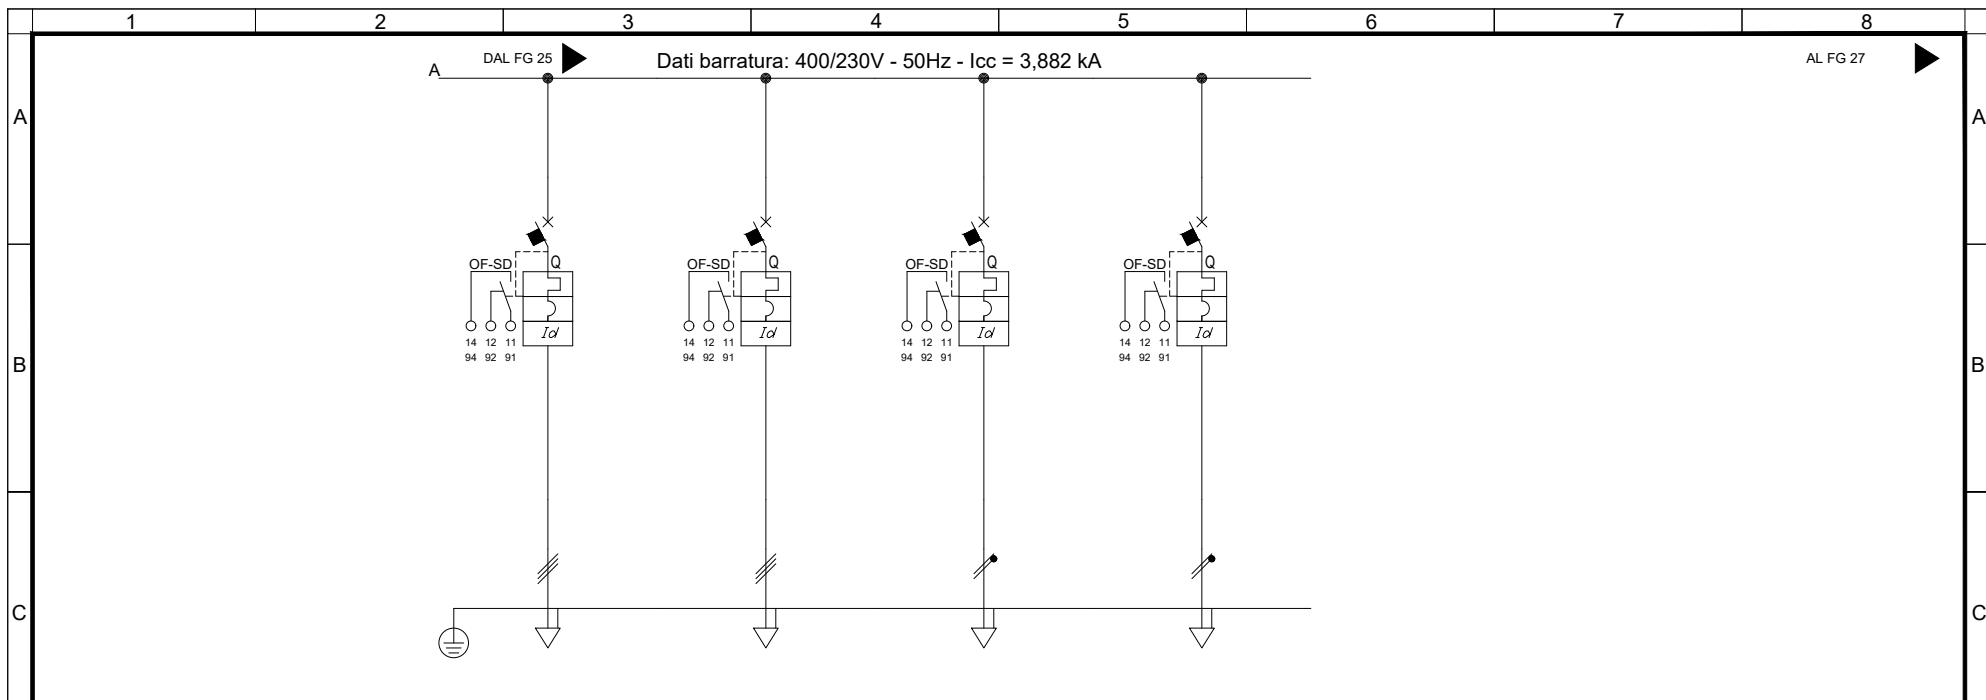 1 2 3 4 5 6 7 8
DAL FG 25
Dati barratura: 400/230V - 50Hz - Icc = 3,882 kA
AL FG 27
A
A A
OF-SD Q OF-SD Q OF-SD Q OF-SD Q
Id Id Id Id
14 12 11 14 12 11 14 12 11 14 12 11
94 92 91 94 92 91 94 92 91 94 92 91
B B
C C